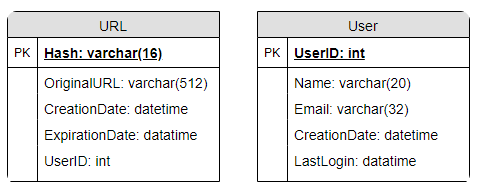 URL
PK Hash: varchar(16)
OriginalURL: varchar(512)
CreationDate: datetime
ExpirationDate: datatime
UserID: int
User
PK UserID: int
Name: varchar(20)
Email: varchar(32)
CreationDate: datetime
LastLogin: datatime